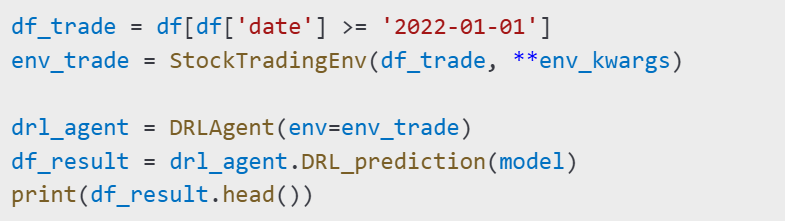 df_trade = df[df['date'] >= '2022-01-01']
env_trade = StockTradingEnv(df_trade, **env_kwargs)
drl_agent = DRLAgent(env=env_trade)
df_result = drl_agent.DRL_prediction(model)
print(df_result.head())